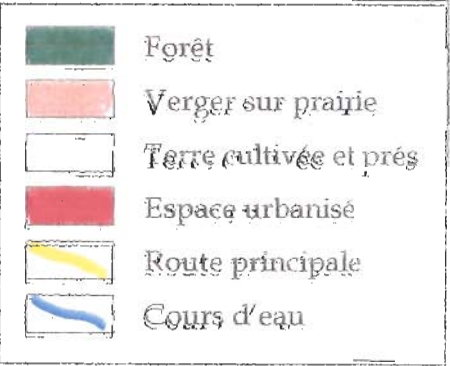 Forêt
Verger sur prairie
Terre cultivée et prés
Espace urbanisé
Route principale
Cours d'eau